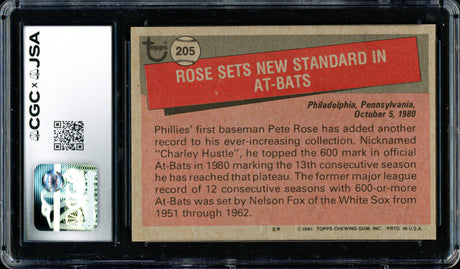 CGC x JSA
Topps
205
ROSE SETS NEW STANDARD IN
AT-BATS
Philadelphia, Pennsylvania,
October 5, 1980
Phillies' first baseman Pete Rose has added another
record to his ever-increasing collection. Nicknamed
"Charley Hustle", he topped the 600 mark in official
At-Bats in 1980 marking the 13th consecutive season
he has reached that plateau. The former major league
record of 12 consecutive seasons with 600-or-more
At-Bats was set by Nelson Fox of the White Sox from
1951 through 1962.
© 1981 TOPPS CHEWING GUM, INC. PRTD. IN U.S.A.